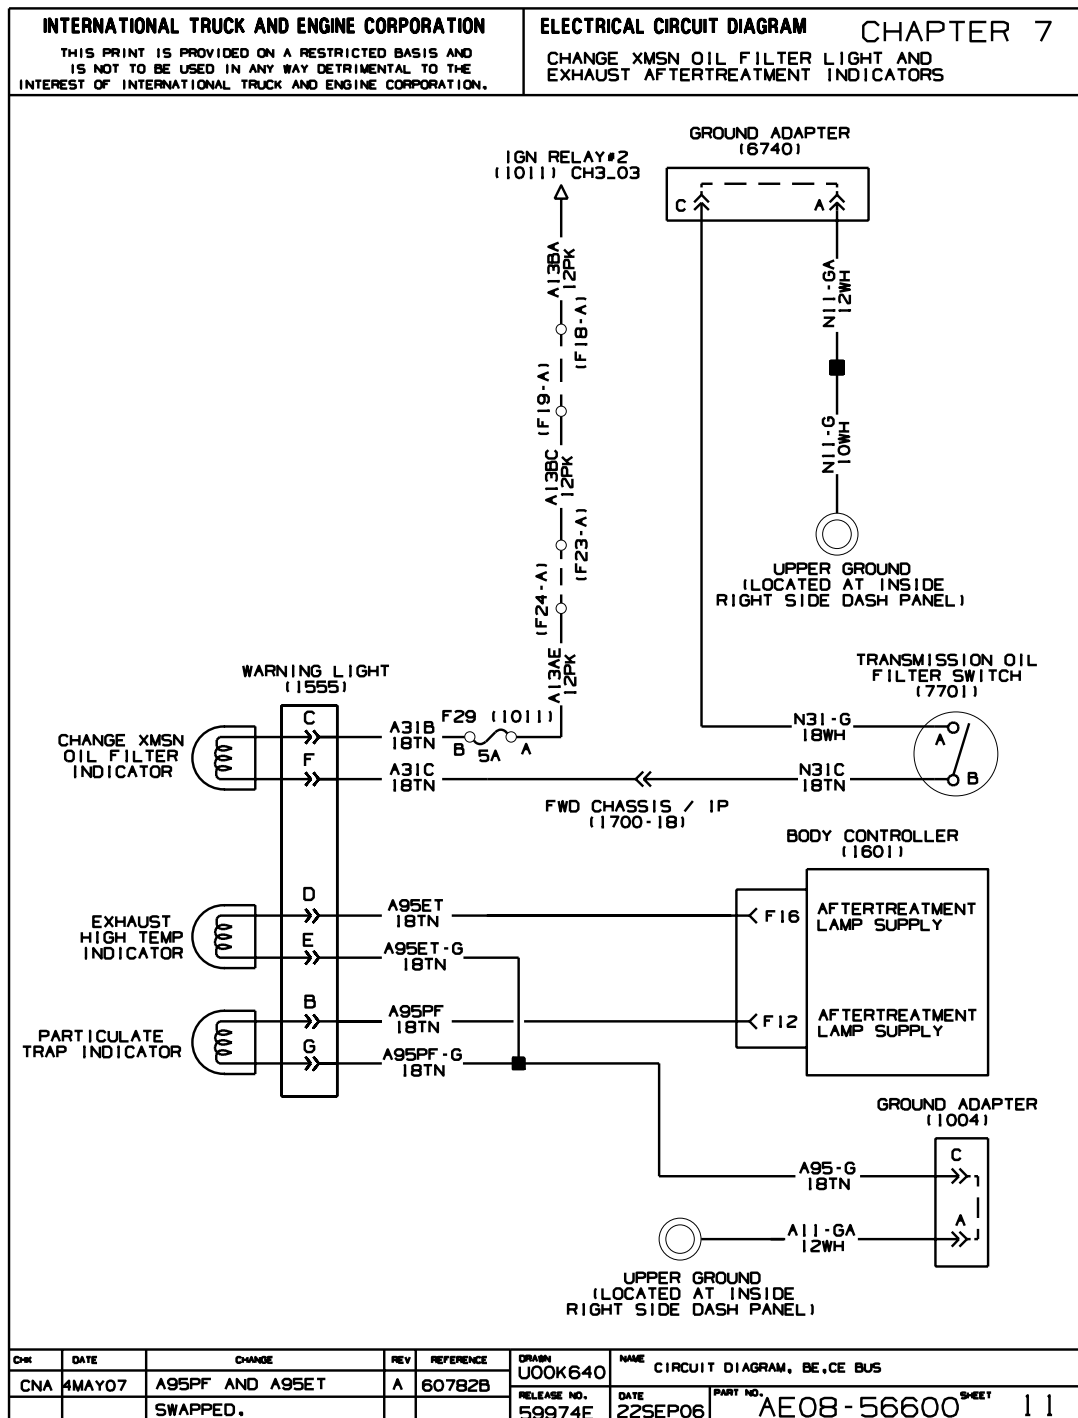 INTERNATIONAL TRUCK AND ENGINE CORPORATION
THIS PRINT IS PROVIDED ON A RESTRICTED BASIS AND
IS NOT TO BE USED IN ANY WAY DETRIMENTAL TO THE
INTEREST OF INTERNATIONAL TRUCK AND ENGINE CORPORATION.
ELECTRICAL CIRCUIT DIAGRAM
CHAPTER 7
CHANGE XMSN OIL FILTER LIGHT AND
EXHAUST AFTERTREATMENT INDICATORS
GROUND ADAPTER
(6740)
IGN RELAY#2
(1011) CH3_03
C
A
A13BA
12PK
N11-GA
12WH
(F18-A)
(F19-A)
N11-G
10WH
A13BC
12PK
(F23-A)
UPPER GROUND
(LOCATED AT INSIDE
RIGHT SIDE DASH PANEL)
(F24-A)
A13AE
12PK
WARNING LIGHT
(1555)
TRANSMISSION OIL
FILTER SWITCH
(7701)
CHANGE XMSN
OIL FILTER
INDICATOR
C
A31B
18TN
F29 (1011)
B
5A
A
N31-G
18WH
A
F
A31C
18TN
N31C
18TN
B
FWD CHASSIS / IP
(1700-18)
BODY CONTROLLER
(1601)
EXHAUST
HIGH TEMP
INDICATOR
D
A95ET
18TN
F16
AFTERTREATMENT
LAMP SUPPLY
E
A95ET-G
18TN
PARTICULATE
TRAP INDICATOR
B
A95PF
18TN
F12
AFTERTREATMENT
LAMP SUPPLY
G
A95PF-G
18TN
GROUND ADAPTER
(1004)
C
A95-G
18TN
A
A11-GA
12WH
UPPER GROUND
(LOCATED AT INSIDE
RIGHT SIDE DASH PANEL)
CHK DATE CHANGE REV REFERENCE
CNA 4MAY07 A95PF AND A95ET A 60782B
SWAPPED.
DRAWN
U00K640
NAME CIRCUIT DIAGRAM, BE,CE BUS
RELEASE NO.
59974E
DATE
22SEP06
PART NO. AE08-56600
SHEET 11